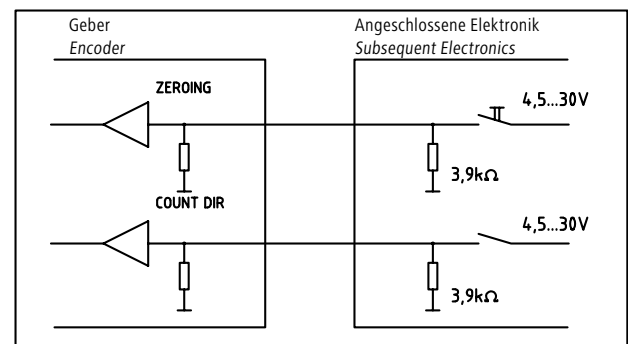 Geber
Encoder
Angeschlossene Elektronik
Subsequent Electronics
ZEROING
4,5...30V
3,9kΩ
COUNT DIR
4,5...30V
3,9kΩ